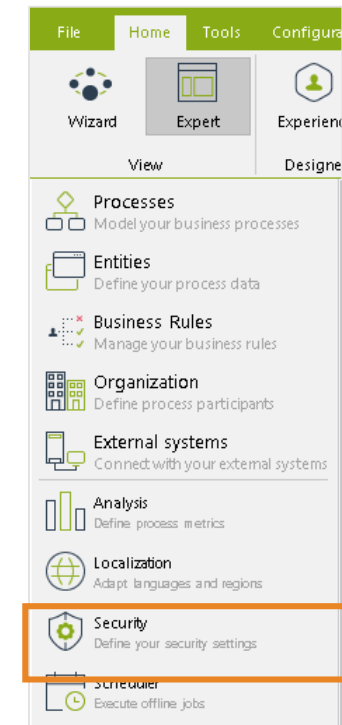 File Home Tools Configura
Wizard Expert Experien
View Designe
Processes
Model your business processes
Entities
Define your process data
Business Rules
Manage your business rules
Organization
Define process participants
External systems
Connect with your external systems
Analysis
Define process metrics
Localization
Adapt languages and regions
Security
Define your security settings
Scheduler
Execute offline jobs